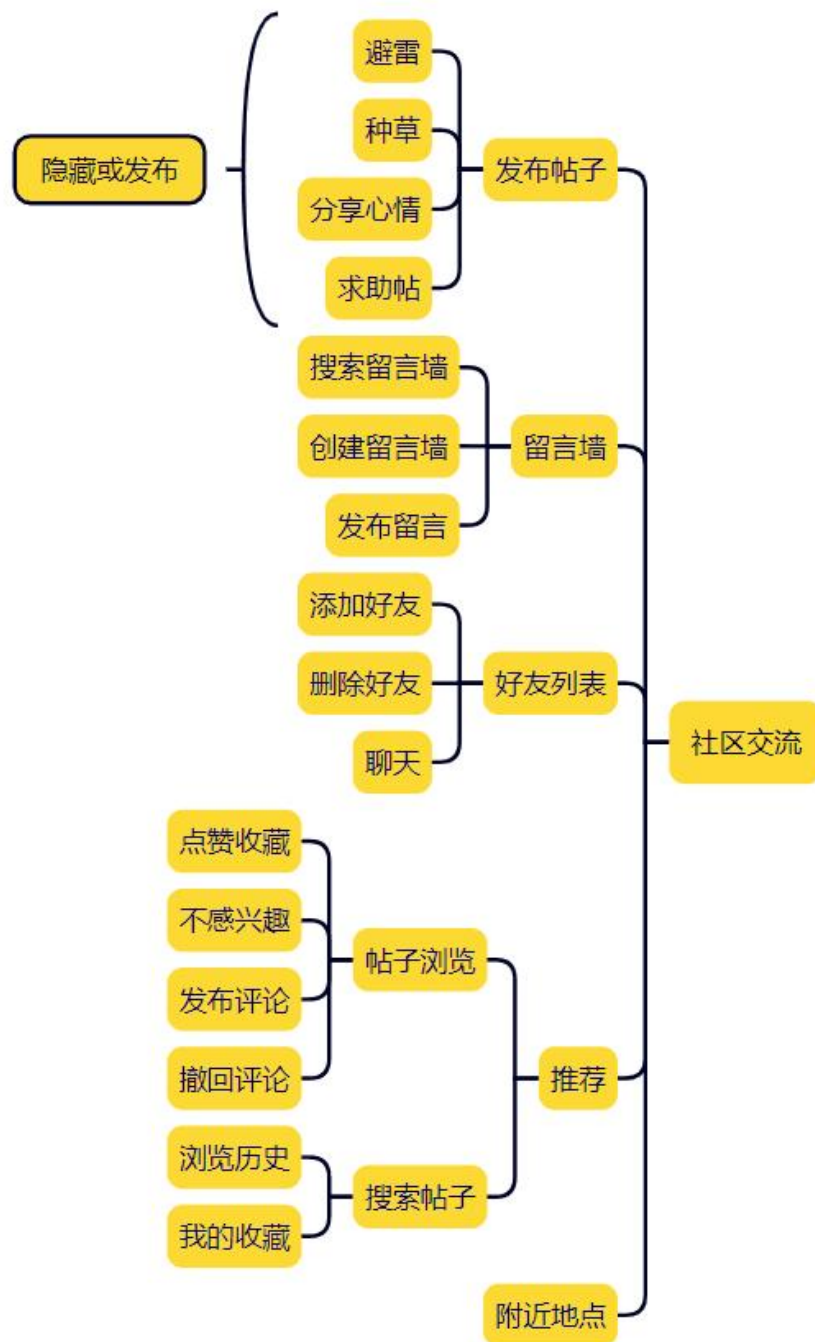 避雷
种草
隐藏或发布
发布帖子
分享心情
求助帖
搜索留言墙
创建留言墙
留言墙
发布留言
添加好友
删除好友
好友列表
社区交流
聊天
点赞收藏
不感兴趣
帖子浏览
发布评论
撤回评论
推荐
浏览历史
搜索帖子
我的收藏
附近地点